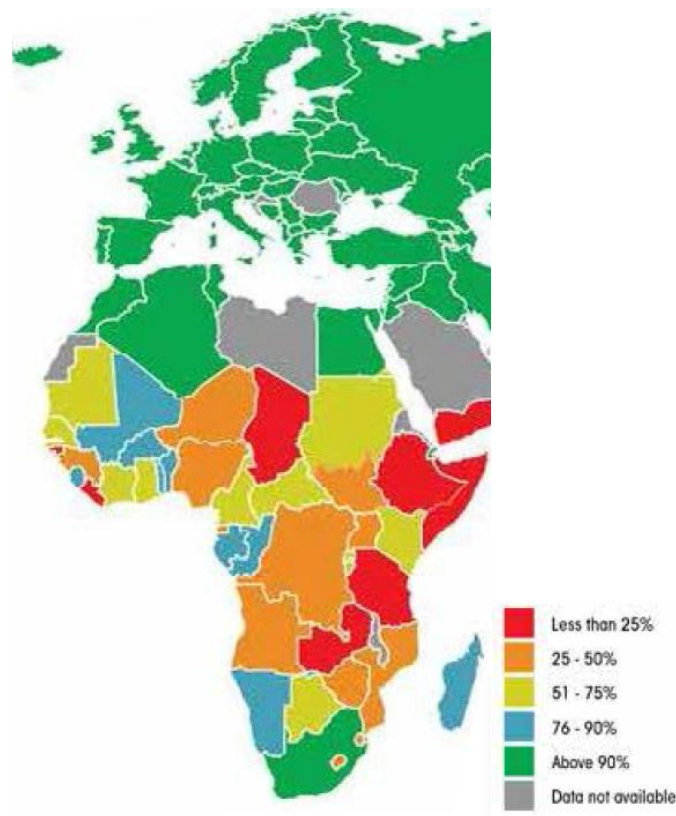 Less than 25%
25 - 50%
51 - 75%
76 - 90%
Above 90%
Data not available